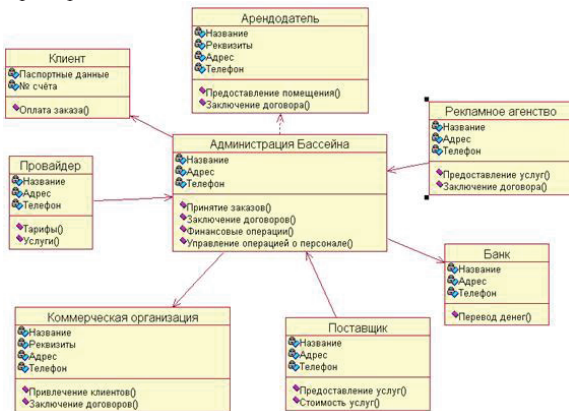 Арендодатель
Название
Реквизиты
Адрес
Телефон
Предоставление помещения()
Заключение договора()
Клиент
Паспортные данные
№ счёта
Оплата заказа()
Рекламное агенство
Название
Адрес
Телефон
Предоставление услуг()
Заключение договора()
Администрация Бассейна
Название
Адрес
Телефон
Принятие заказов()
Заключение договоров()
Финансовые операции()
Управление операцией о персонале()
Провайдер
Название
Адрес
Телефон
Тарифы()
Услуги()
Банк
Название
Адрес
Телефон
Перевод денег()
Коммерческая организация
Название
Реквизиты
Адрес
Телефон
Привлечение клиентов()
Заключение договоров()
Поставщик
Название
Адрес
Телефон
Предоставление услуг()
Стоимость услуг()